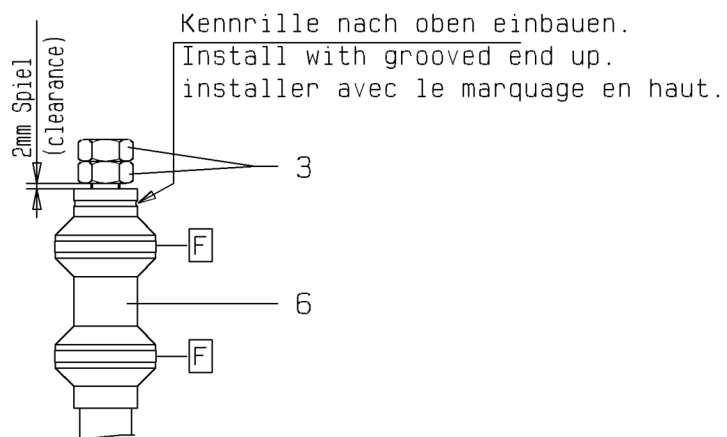 Kennrille nach oben einbauen.
Install with grooved end up.
installer avec le marquage en haut.
2mm Spiel
(clearance)
3
F
6
F